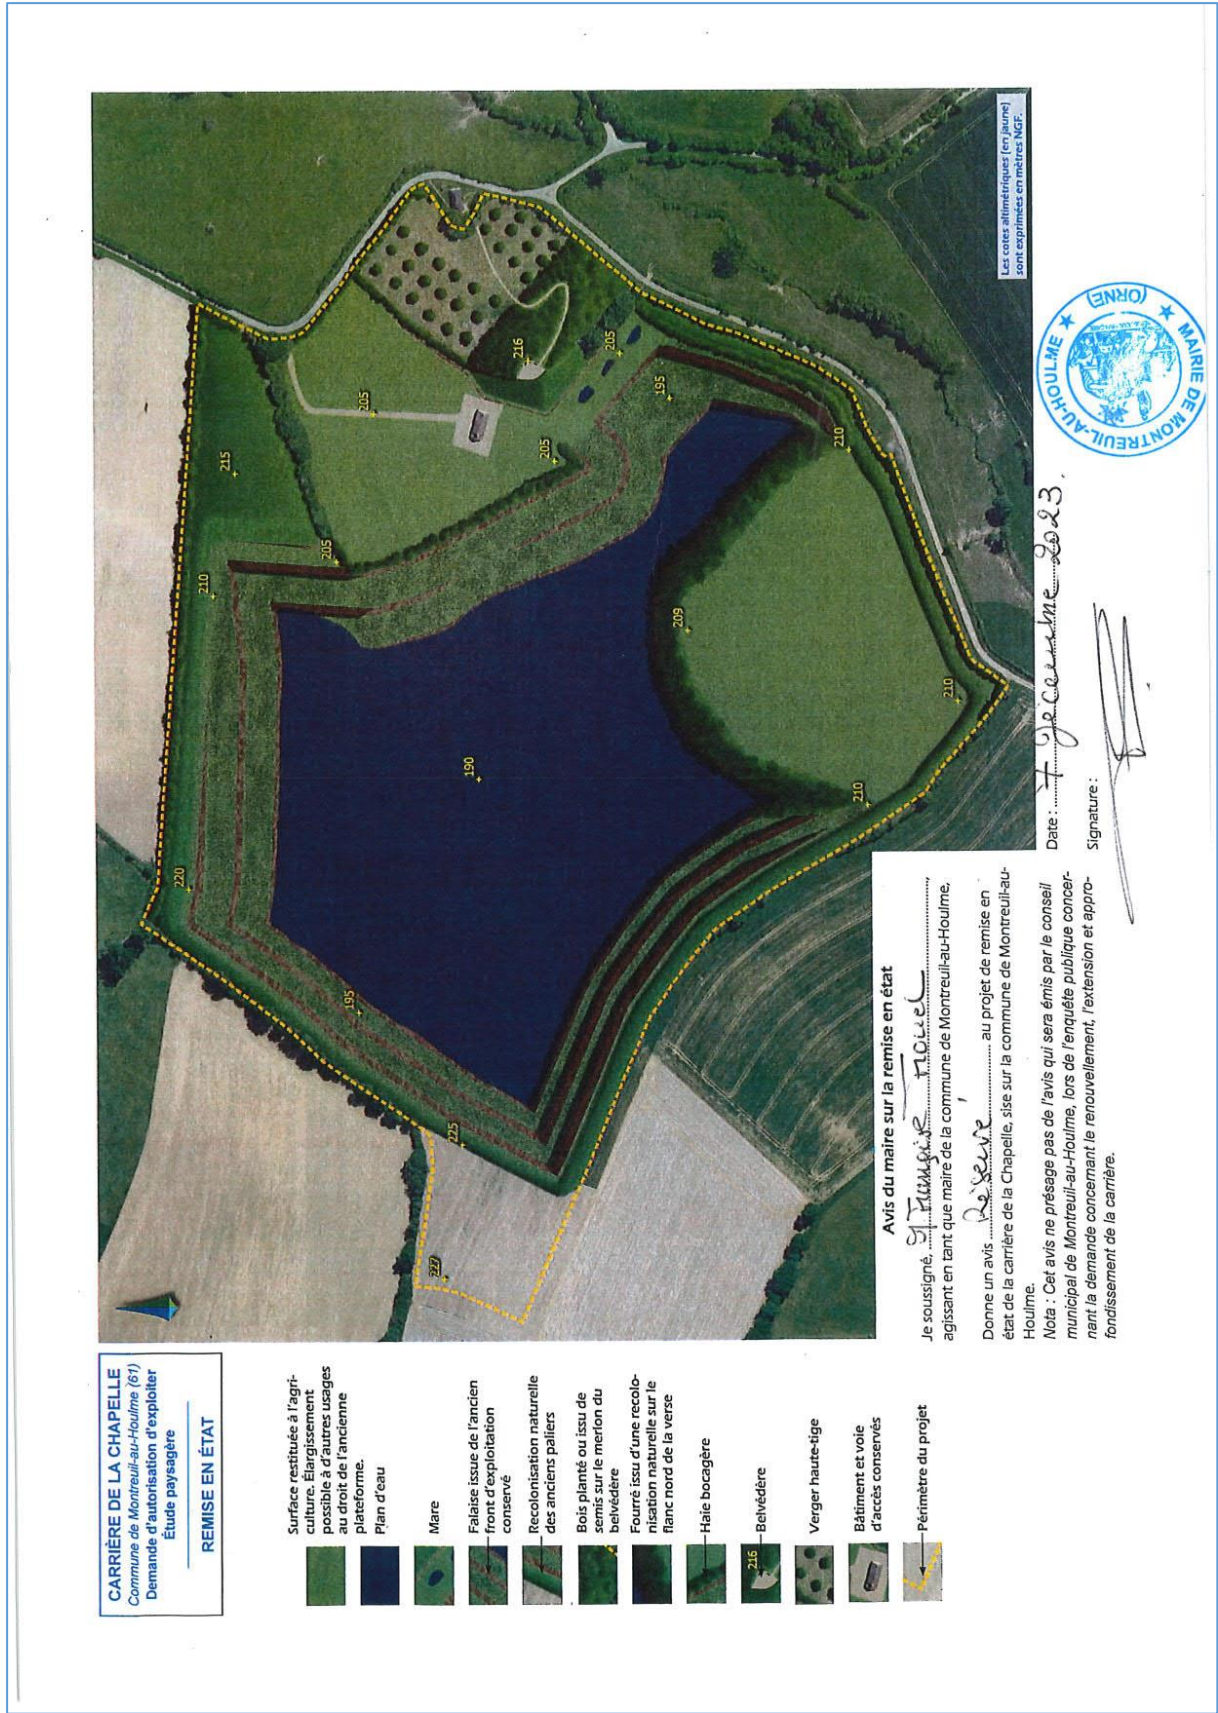 CARRIÈRE DE LA CHAPELLE
Commune de Montreuil-au-Houlme (61)
Demande d'autorisation d'exploiter
Étude paysagère
REMISE EN ÉTAT
Surface restituée à l'agri-
culture. Élargissement
possible à d'autres usages
au droit de l'ancienne
plateforme.
Plan d'eau
Mare
Falaise issue de l'ancien
front d'exploitation
conservé
Recolonisation naturelle
des anciens paliers
Bois planté ou issu de
semis sur le merlon du
belvédère
Fourré issu d'une recolo-
nisation naturelle sur le
flanc nord de la verse
Haie bocagère
216
Belvédère
Verger haute-tige
Bâtiment et voie
d'accès conservés
Périmètre du projet
220
210
215
205
205
205
216
205
195
195
225
227
190
209
210
210
210
Les cotes altimétriques (en jaune)
sont exprimées en mètres NGF.
Avis du maire sur la remise en état
Je soussigné, ,
agissant en tant que maire de la commune de Montreuil-au-Houlme,
Donne un avis Réservé au projet de remise en
état de la carrière de la Chapelle, sise sur la commune de Montreuil-au-
Houlme.
Nota : Cet avis ne présage pas de l'avis qui sera émis par le conseil
municipal de Montreuil-au-Houlme, lors de l'enquête publique concer-
nant la demande concernant le renouvellement, l'extension et appro-
fondissement de la carrière.
Date : 7 décembre 2023.
Signature :
MAIRIE DE MONTREUIL-AU-HOULME ★ (ORNE) ★